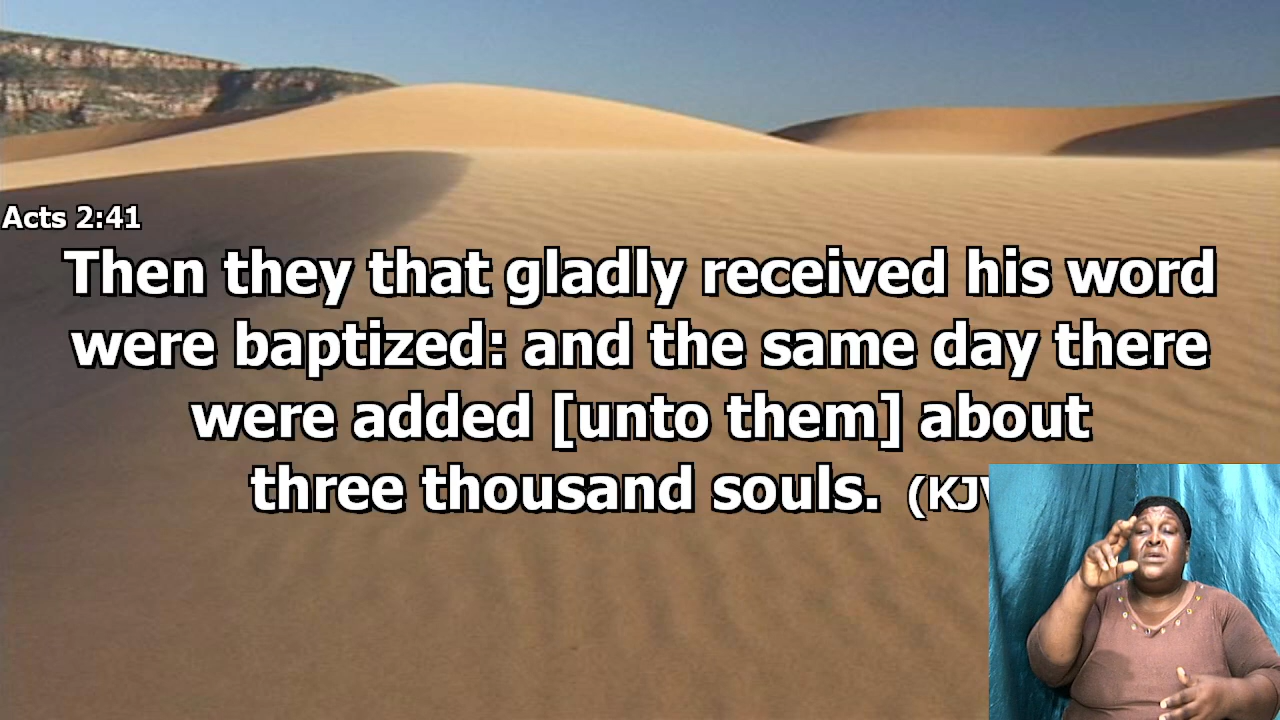 Acts 2:41
Then they that gladly received his word
were baptized: and the same day there
were added [unto them] about
three thousand souls. (KJV